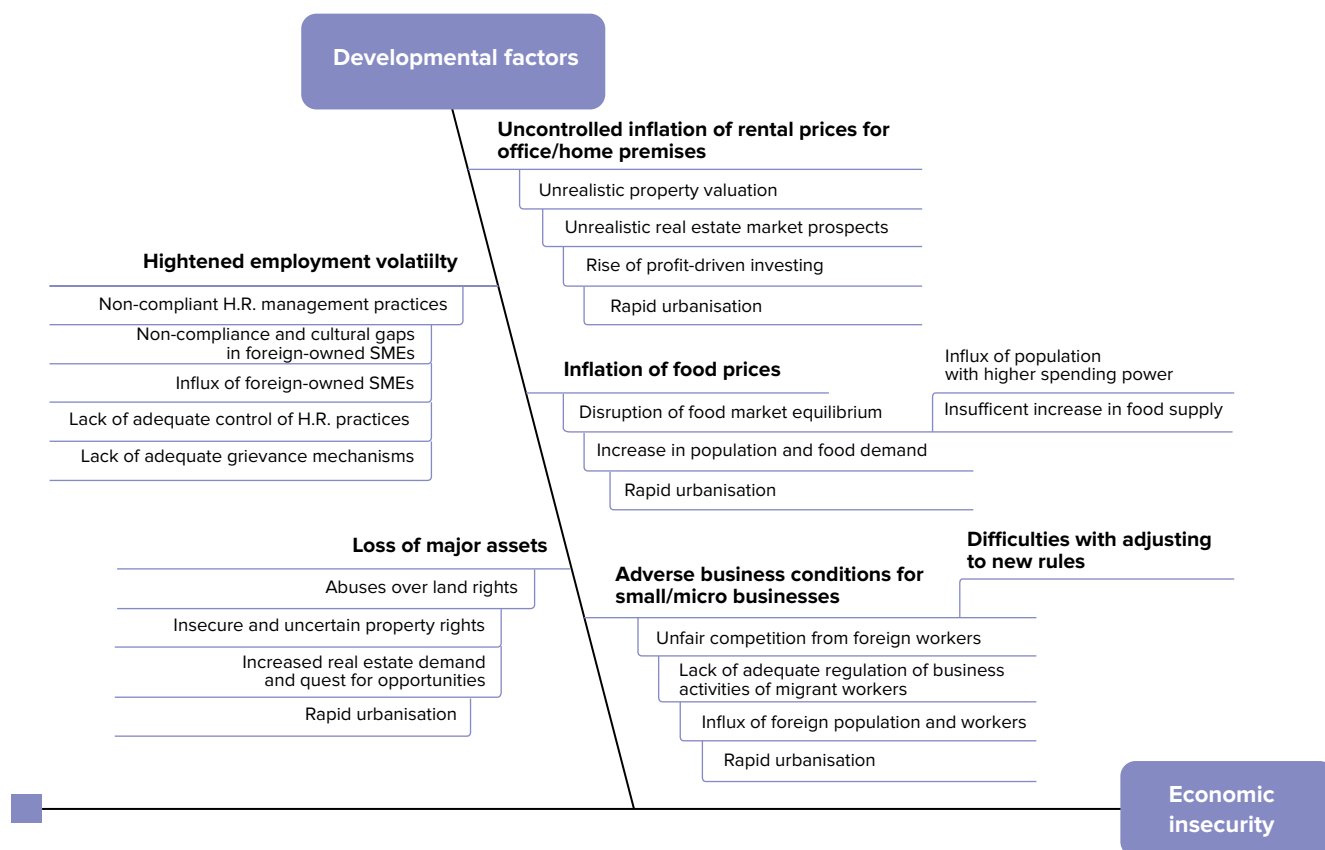 Developmental factors
Uncontrolled inflation of rental prices for
office/home premises
Unrealistic property valuation
Unrealistic real estate market prospects
Rise of profit-driven investing
Rapid urbanisation
Hightened employment volatiilty
Non-compliant H.R. management practices
Non-compliance and cultural gaps
in foreign-owned SMEs
Influx of foreign-owned SMEs
Lack of adequate control of H.R. practices
Lack of adequate grievance mechanisms
Inflation of food prices
Influx of population
with higher spending power
Disruption of food market equilibrium
Insufficent increase in food supply
Increase in population and food demand
Rapid urbanisation
Loss of major assets
Abuses over land rights
Insecure and uncertain property rights
Increased real estate demand
and quest for opportunities
Rapid urbanisation
Difficulties with adjusting
to new rules
Adverse business conditions for
small/micro businesses
Unfair competition from foreign workers
Lack of adequate regulation of business
activities of migrant workers
Influx of foreign population and workers
Rapid urbanisation
Economic
insecurity